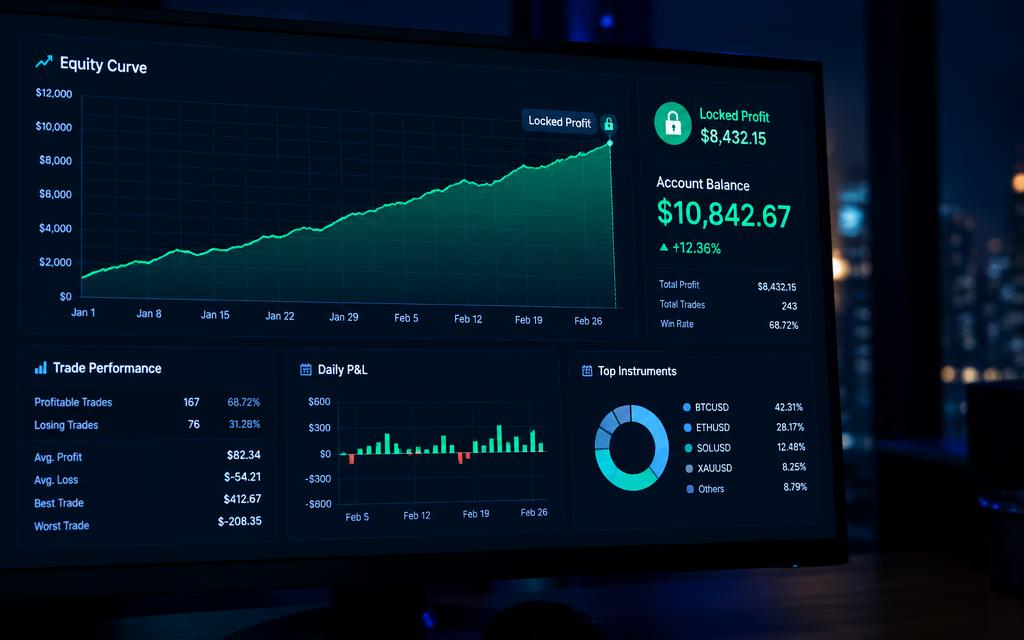 Equity Curve
$12,000
$10,000
$8,000
$6,000
$4,000
$2,000
$0
Jan 1
Jan 8
Jan 15
Jan 22
Jan 29
Feb 5
Feb 12
Feb 19
Feb 26
Locked Profit
Locked Profit
$8,432.15
Account Balance
$10,842.67
▲ +12.36%
Total Profit $8,432.15
Total Trades 243
Win Rate 68.72%
Trade Performance
Profitable Trades 167 68.72%
Losing Trades 76 31.28%
Avg. Profit $82.34
Avg. Loss $-54.21
Best Trade $412.67
Worst Trade $-208.35
Daily P&L
$600
$300
$0
-$300
-$600
Feb 5
Feb 12
Feb 19
Feb 26
Top Instruments
BTCUSD 42.31%
ETHUSD 28.17%
SOLUSD 12.48%
XAUUSD 8.25%
Others 8.79%